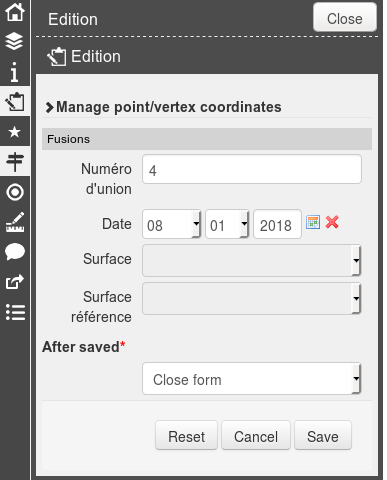 Edition
Close
Edition
Manage point/vertex coordinates
Fusions
Numéro d'union
4
Date
08 01 2018
Surface
Surface référence
After saved*
Close form
Reset Cancel Save